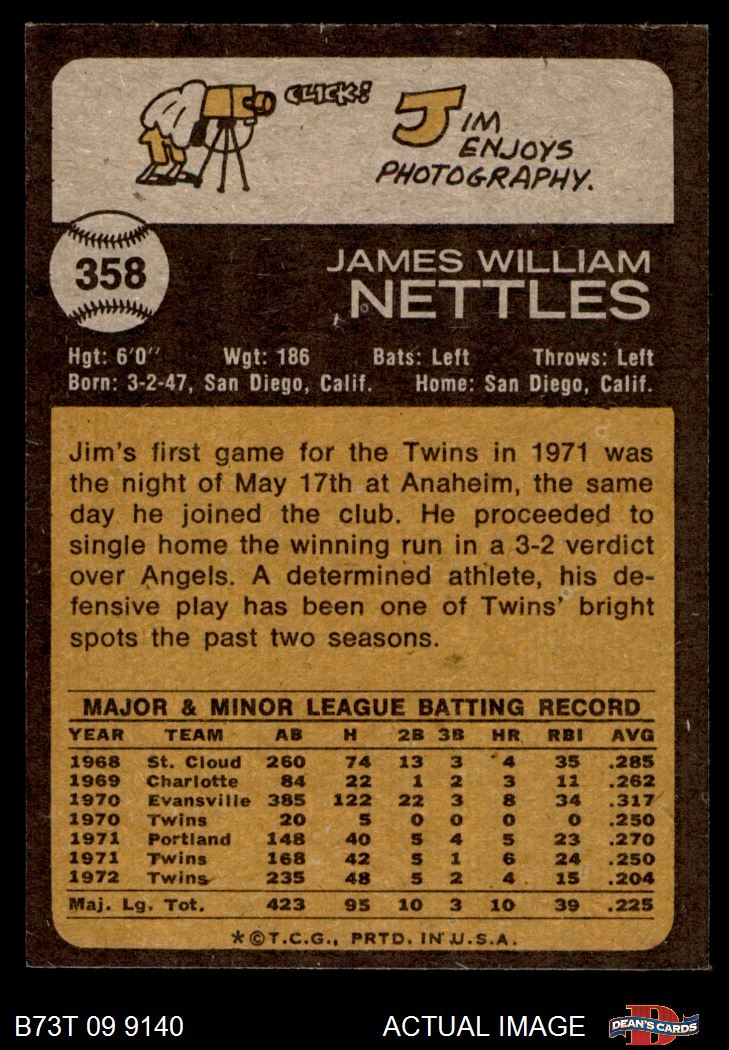 CLICK!
JIM
ENJOYS
PHOTOGRAPHY.
358
JAMES WILLIAM
NETTLES
Hgt: 6'0" Wgt: 186 Bats: Left Throws: Left
Born: 3-2-47, San Diego, Calif. Home: San Diego, Calif.
Jim's first game for the Twins in 1971 was
the night of May 17th at Anaheim, the same
day he joined the club. He proceeded to
single home the winning run in a 3-2 verdict
over Angels. A determined athlete, his de-
fensive play has been one of Twins' bright
spots the past two seasons.
MAJOR & MINOR LEAGUE BATTING RECORD
YEAR TEAM AB H 2B 3B HR RBI AVG
1968 St. Cloud 260 74 13 3 4 35 .285
1969 Charlotte 84 22 1 2 3 11 .262
1970 Evansville 385 122 22 3 8 34 .317
1970 Twins 20 5 0 0 0 0 .250
1971 Portland 148 40 5 4 5 23 .270
1971 Twins 168 42 5 1 6 24 .250
1972 Twins 235 48 5 2 4 15 .204
Maj. Lg. Tot. 423 95 10 3 10 39 .225
*©T.C.G., PRTD. IN U.S.A.
B73T 09 9140 ACTUAL IMAGE DEAN'S CARDS